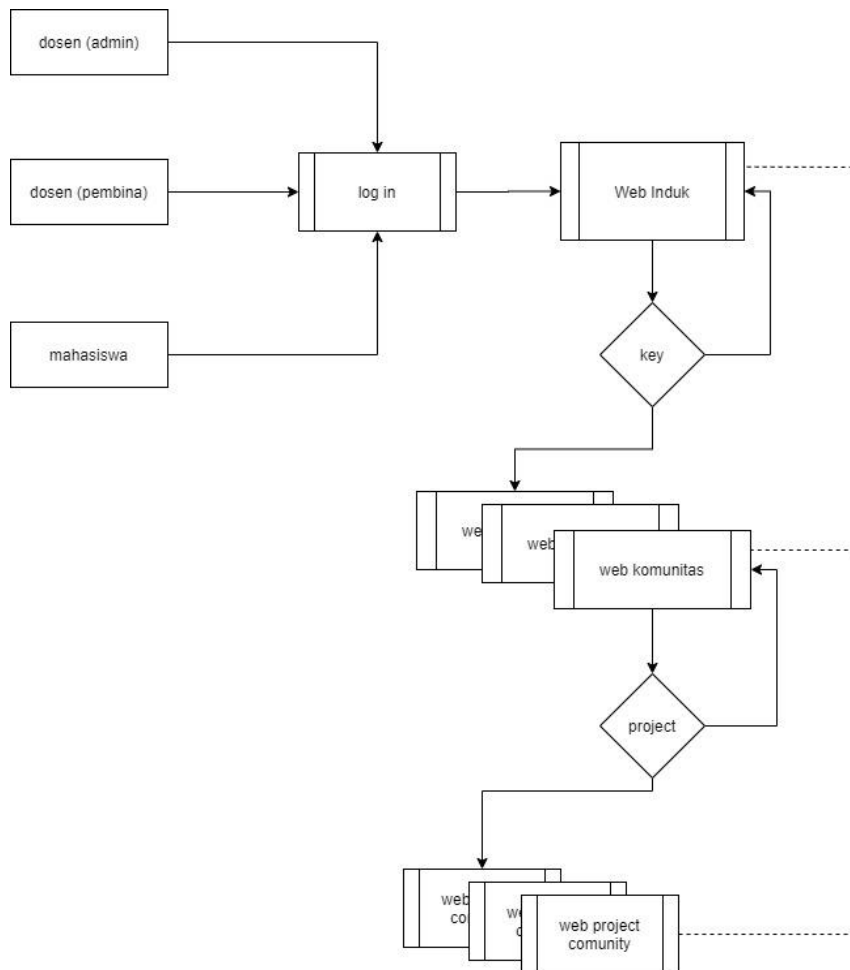 dosen (admin)
dosen (pembina)
log in
Web Induk
mahasiswa
key
web komunitas
project
web project
comunity